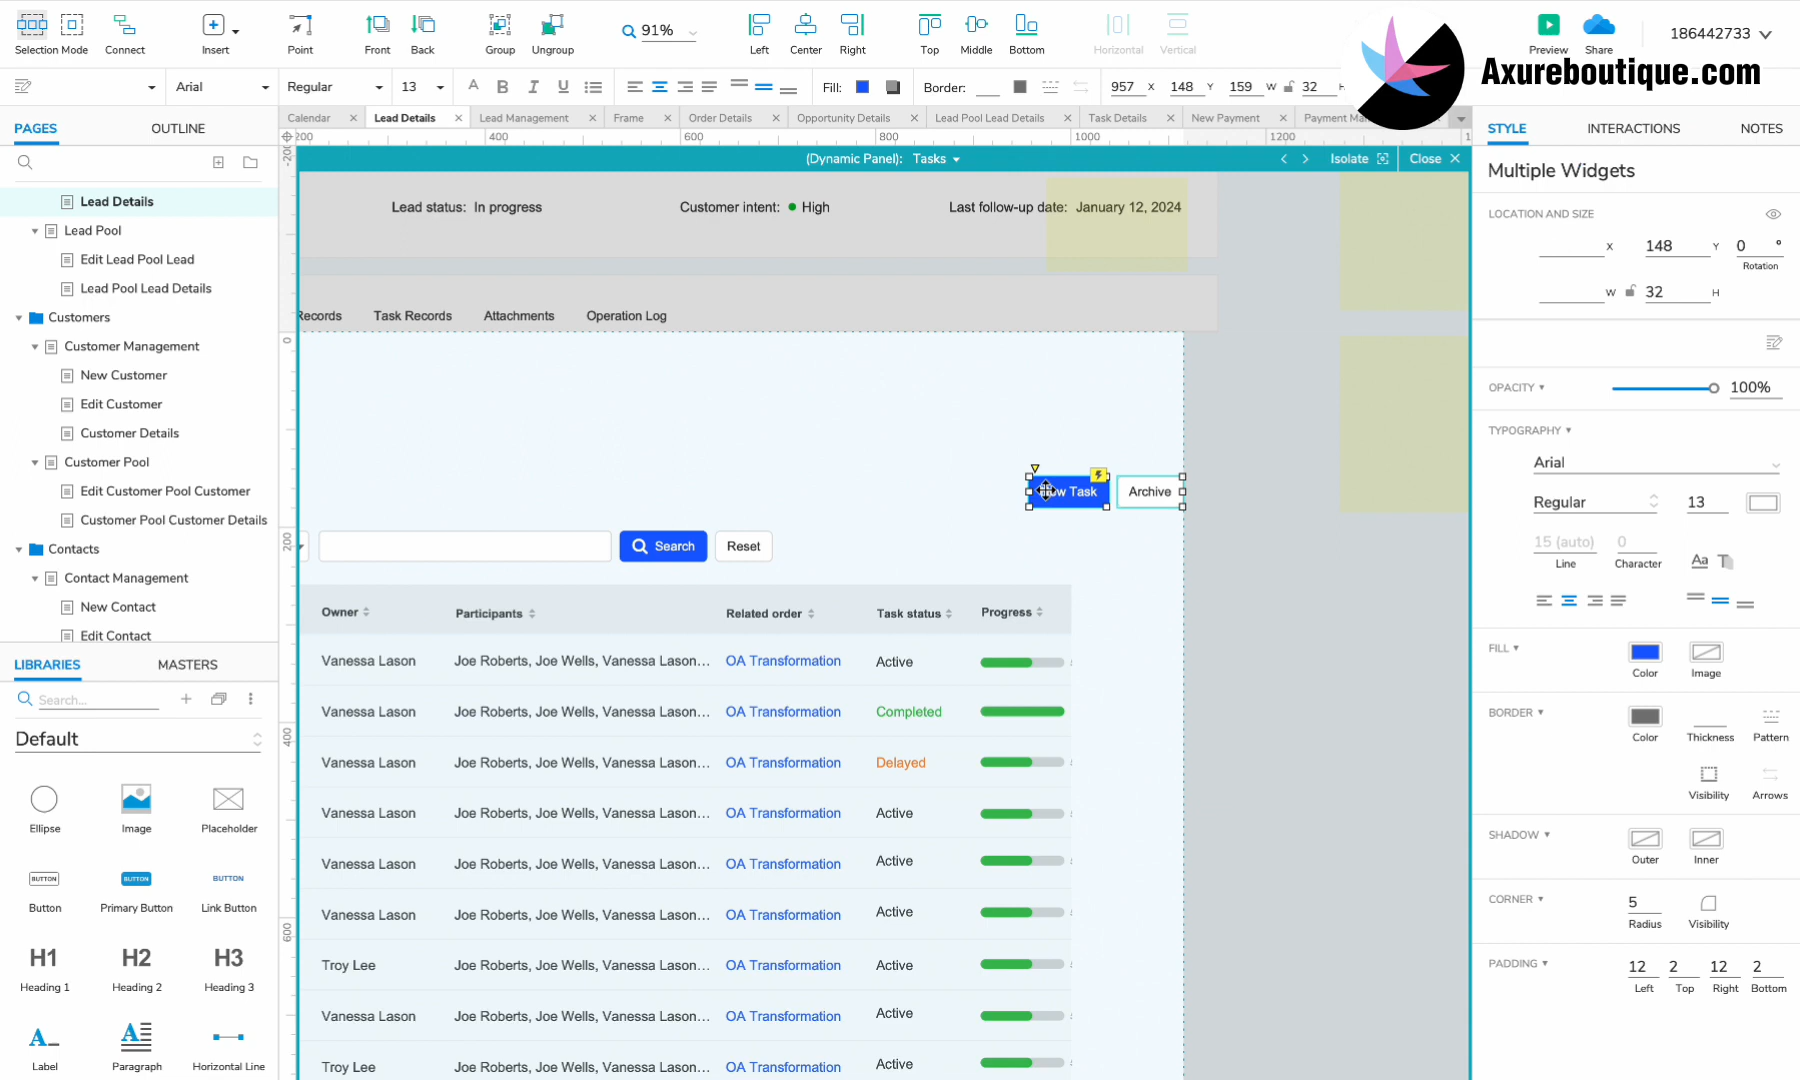 Selection Mode
Connect
Insert
Point
Front
Back
Group
Ungroup
91%
Left
Center
Right
Top
Middle
Bottom
Horizontal
Vertical
Preview
Share
186442733
Axureboutique.com
Arial
Regular
13
A B I U
Fill:
Border:
957 X 148 Y 159 W 32
PAGES
OUTLINE
Calendar
Lead Details
Lead Management
Frame
Order Details
Opportunity Details
Lead Pool Lead Details
Task Details
New Payment
STYLE
INTERACTIONS
NOTES
400
600
800
1000
1200
(Dynamic Panel): Tasks
Isolate
Close
Lead Details
Lead Pool
Edit Lead Pool Lead
Lead Pool Lead Details
Customers
Customer Management
New Customer
Edit Customer
Customer Details
Customer Pool
Edit Customer Pool Customer
Customer Pool Customer Details
Contacts
Contact Management
New Contact
Edit Contact
LIBRARIES
MASTERS
Search...
Default
Ellipse
Image
Placeholder
BUTTON
BUTTON
BUTTON
Button
Primary Button
Link Button
H1
H2
H3
Heading 1
Heading 2
Heading 3
Label
Paragraph
Horizontal Line
0
200
400
600
Lead status: In progress
Customer intent: High
Last follow-up date: January 12, 2024
Records
Task Records
Attachments
Operation Log
Task
Archive
Search
Reset
Owner
Participants
Related order
Task status
Progress
Vanessa Lason Joe Roberts, Joe Wells, Vanessa Lason... OA Transformation Active
Vanessa Lason Joe Roberts, Joe Wells, Vanessa Lason... OA Transformation Completed
Vanessa Lason Joe Roberts, Joe Wells, Vanessa Lason... OA Transformation Delayed
Vanessa Lason Joe Roberts, Joe Wells, Vanessa Lason... OA Transformation Active
Vanessa Lason Joe Roberts, Joe Wells, Vanessa Lason... OA Transformation Active
Vanessa Lason Joe Roberts, Joe Wells, Vanessa Lason... OA Transformation Active
Troy Lee Joe Roberts, Joe Wells, Vanessa Lason... OA Transformation Active
Vanessa Lason Joe Roberts, Joe Wells, Vanessa Lason... OA Transformation Active
Troy Lee Joe Roberts, Joe Wells, Vanessa Lason... OA Transformation Active
Multiple Widgets
LOCATION AND SIZE
X 148 Y 0 °
Rotation
W 32 H
OPACITY
100%
TYPOGRAPHY
Arial
Regular
13
15 (auto)
0
Line
Character
Aa
FILL
Color
Image
BORDER
Color
Thickness
Pattern
Visibility
Arrows
SHADOW
Outer
Inner
CORNER
5
Radius
Visibility
PADDING
12 2 12 2
Left Top Right Bottom